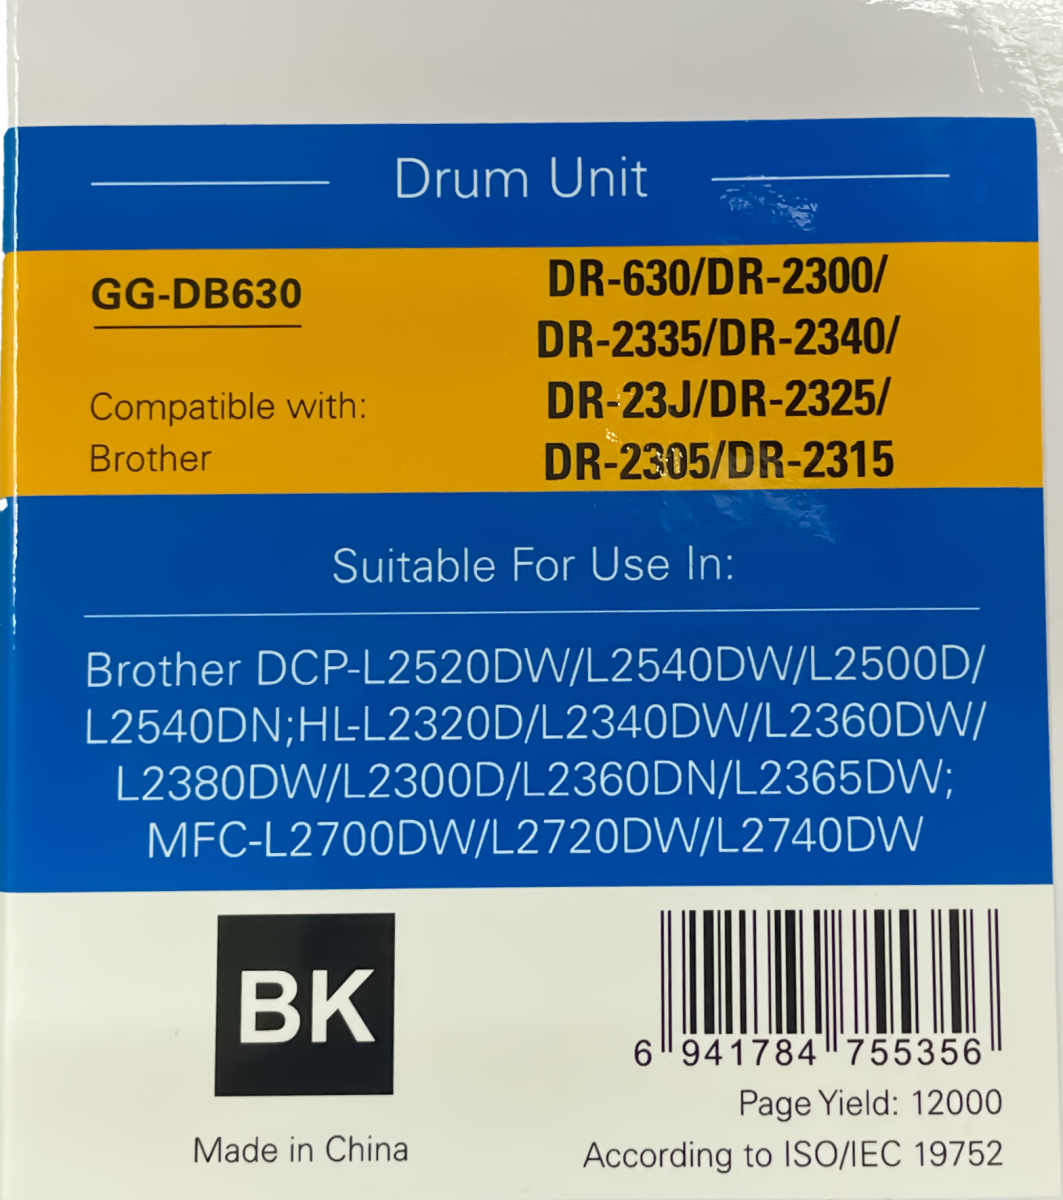 Drum Unit
GG-DB630
Compatible with:
Brother
DR-630/DR-2300/
DR-2335/DR-2340/
DR-23J/DR-2325/
DR-2305/DR-2315
Suitable For Use In:
Brother DCP-L2520DW/L2540DW/L2500D/
L2540DN;HL-L2320D/L2340DW/L2360DW/
L2380DW/L2300D/L2360DN/L2365DW;
MFC-L2700DW/L2720DW/L2740DW
BK
Made in China
6 941784 755356
Page Yield: 12000
According to ISO/IEC 19752